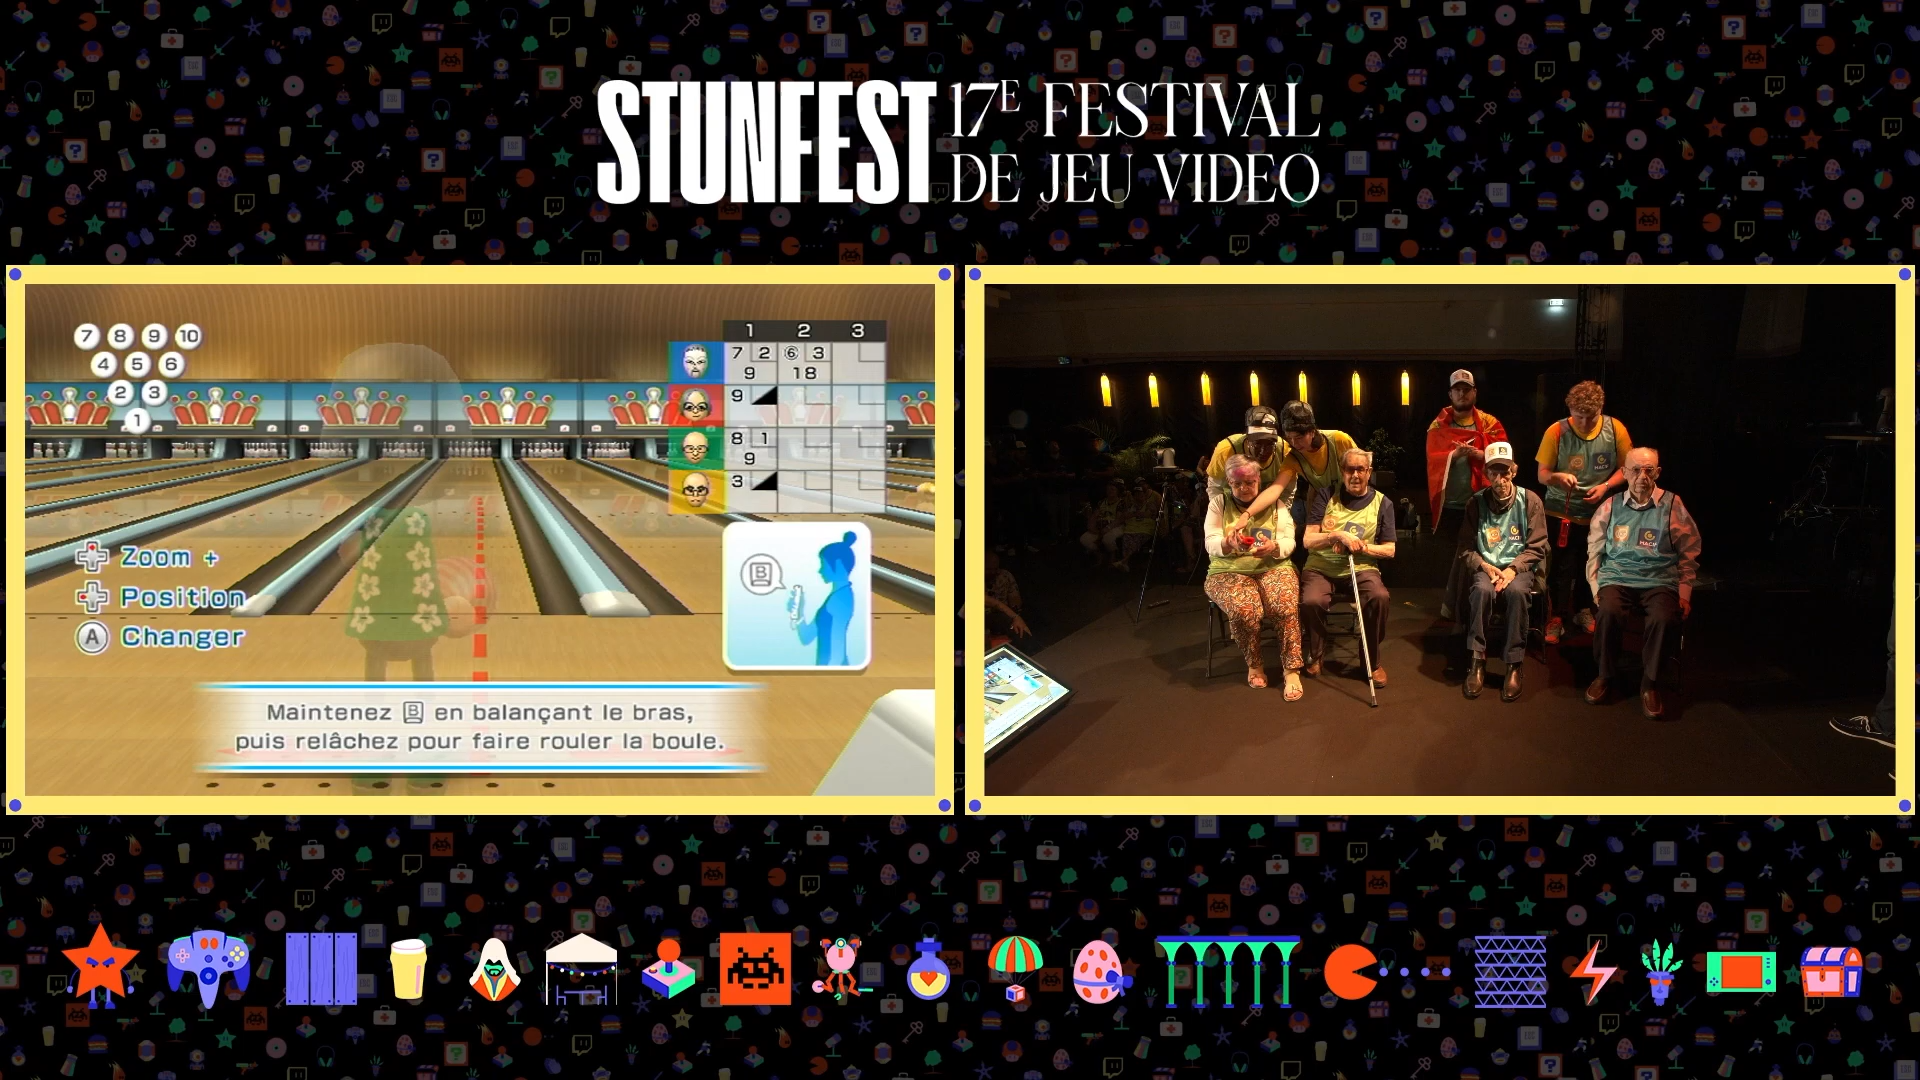 STUNFEST
17E FESTIVAL
DE JEU VIDEO
7 8 9 10
4 5 6
2 3
1
1 2 3
7 2 6 3
9 18
9
8 1
9
3
Zoom +
Position
A Changer
B
Maintenez B en balançant le bras,
puis relâchez pour faire rouler la boule.